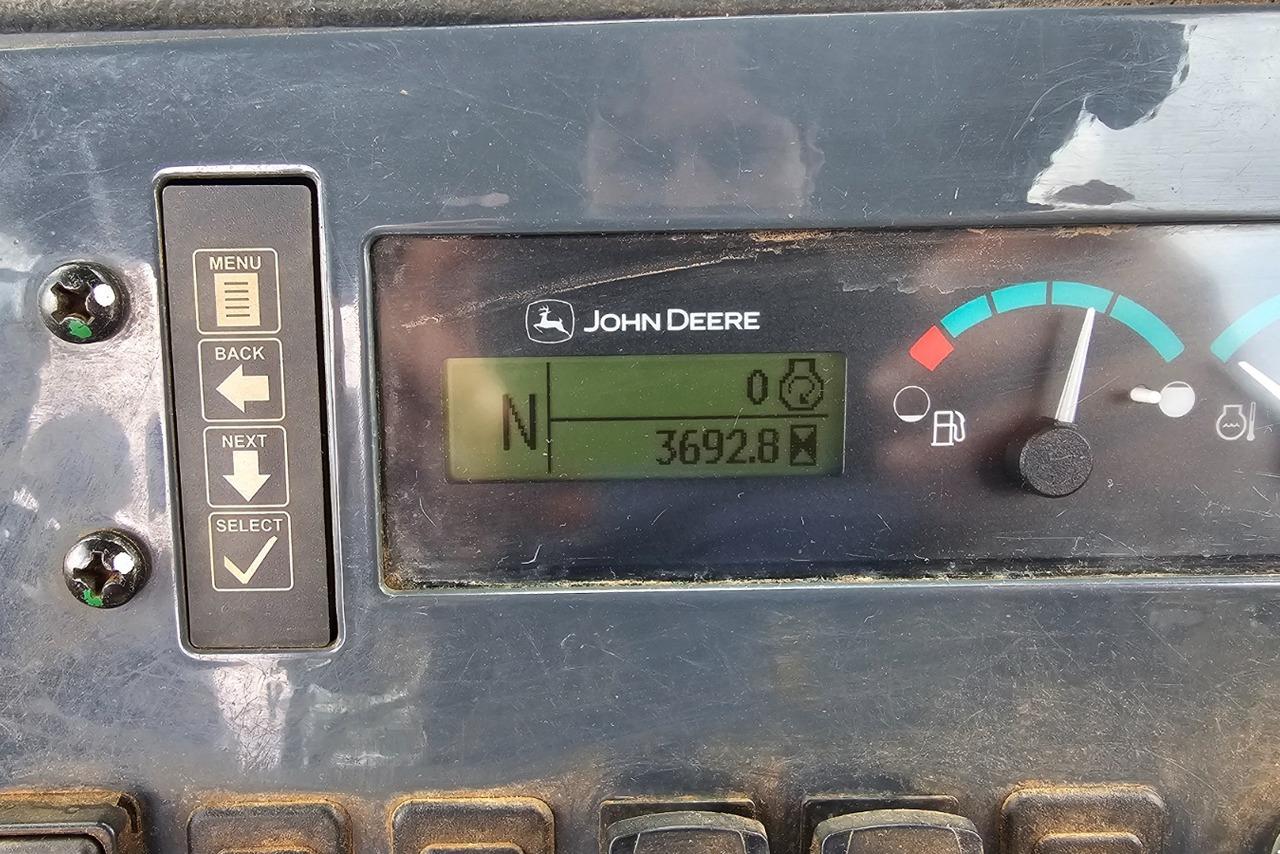 MENU
BACK
NEXT
SELECT
JOHN DEERE
N
0
3692.8